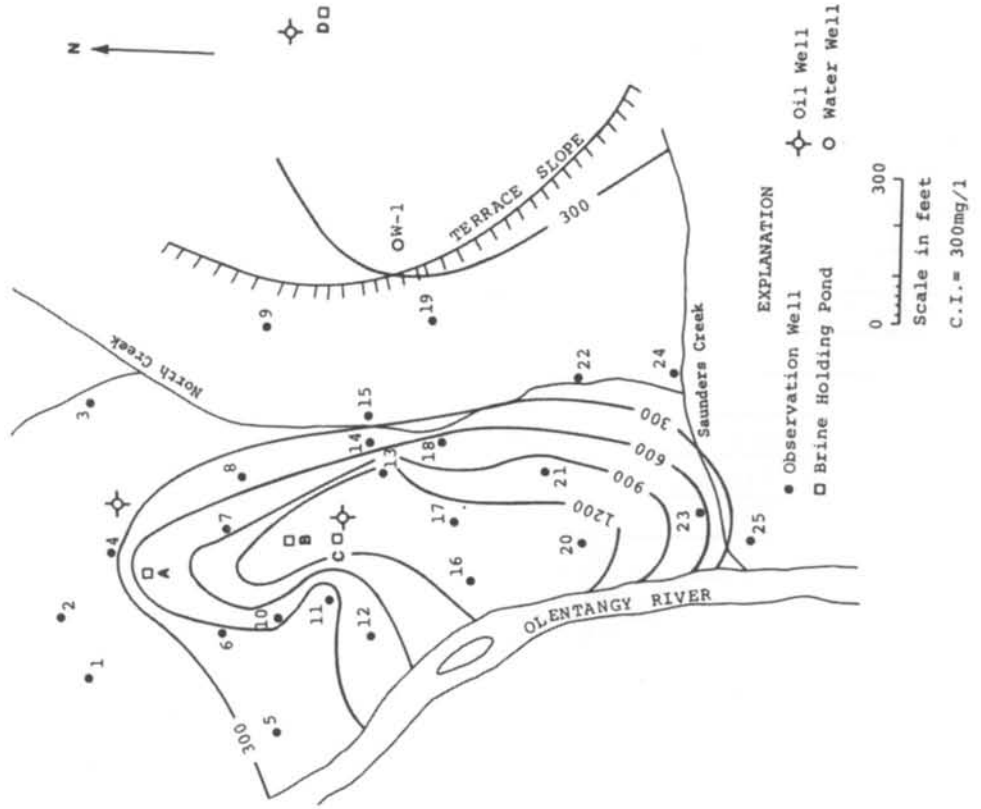 N
D
North Creek
3
2
4
1
A
8
9
7
6
10
B
5
300
11
C
13
14
15
W-1
19
12
TERRACE SLOPE
18
17
16
300
21
22
20
1200
900
600
300
23
24
Saunders Creek
25
OLENTANGY RIVER
EXPLANATION
Observation Well
Oil Well
Brine Holding Pond
Water Well
0 300
Scale in feet
C.I.= 300mg/l